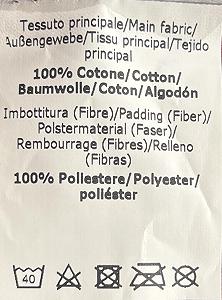 Tessuto principale/Main fabric/
Außengewebe/Tissu principal/Tejido
principal
100% Cotone/Cotton/
Baumwolle/Coton/Algodón
Imbottitura (Fibre)/Padding (Fiber)/
Polstermaterial (Faser)/
Rembourrage (Fibres)/Relleno
(Fibras)
100% Poliestere/Polyester/
poliéster
40